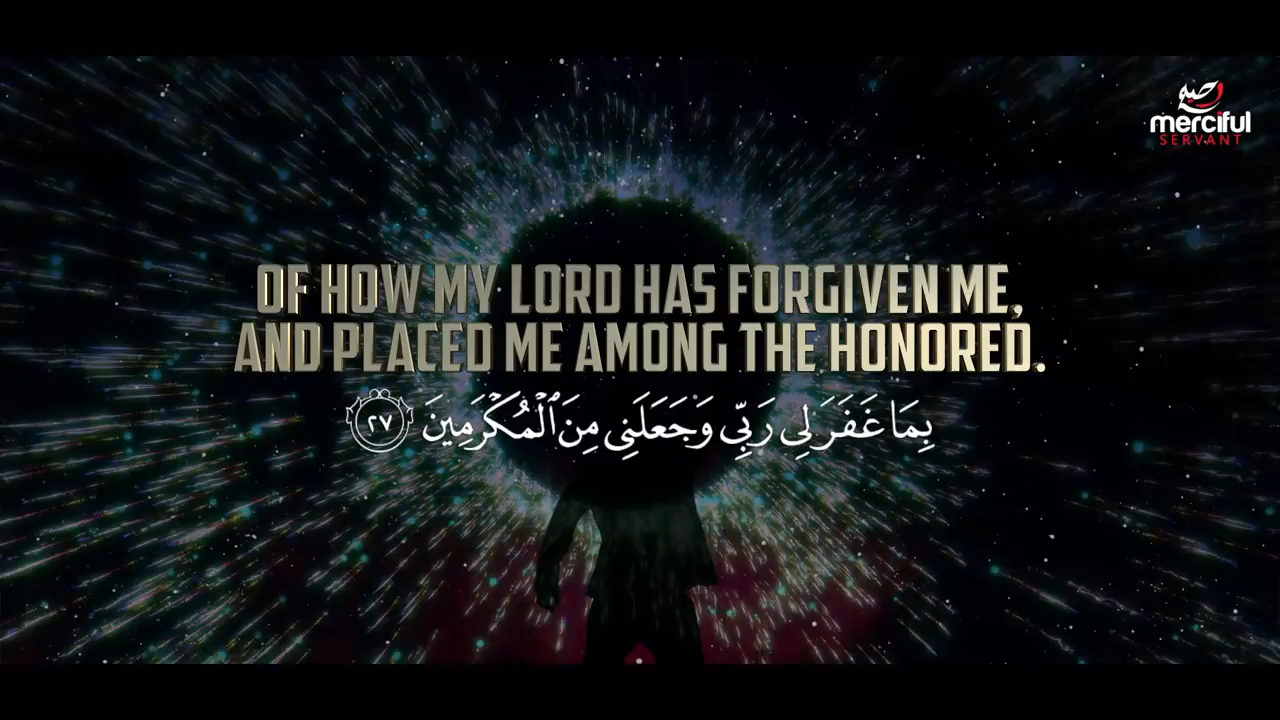 merciful
SERVANT
OF HOW MY LORD HAS FORGIVEN ME,
AND PLACED ME AMONG THE HONORED.
بِمَا غَفَرَ لِي رَبِّي وَجَعَلَنِي مِنَ ٱلْمُكْرَمِينَ ٢٧